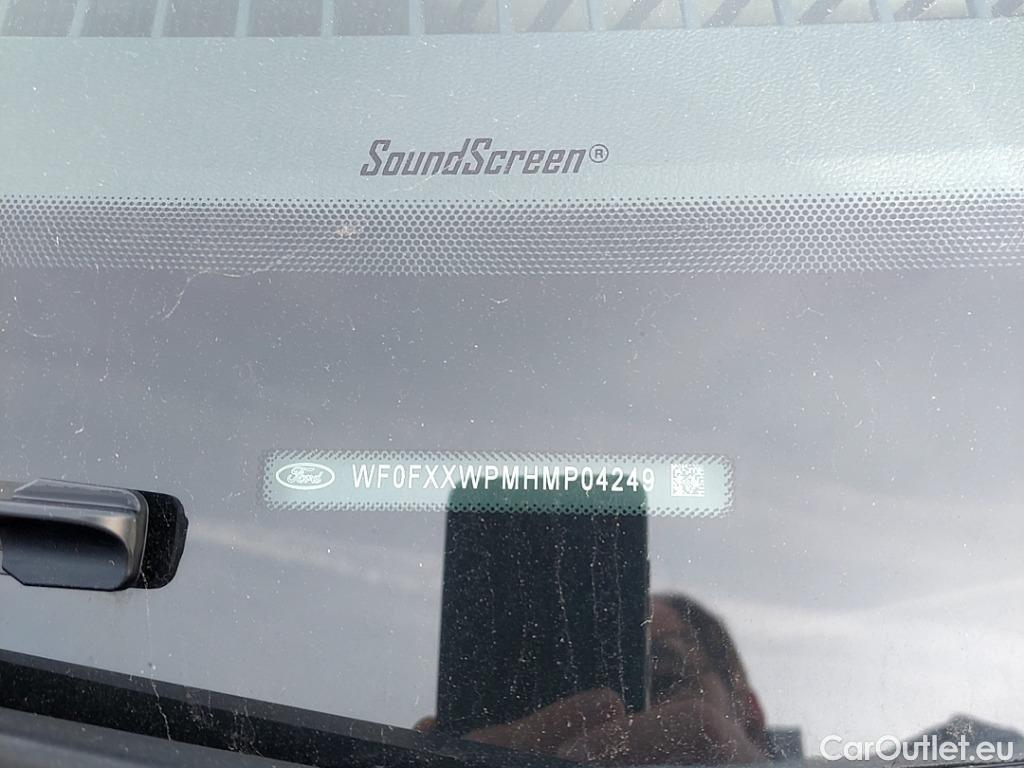 SoundScreen®
Ford WF0FXXWPMHMP04249
CarOutlet.eu